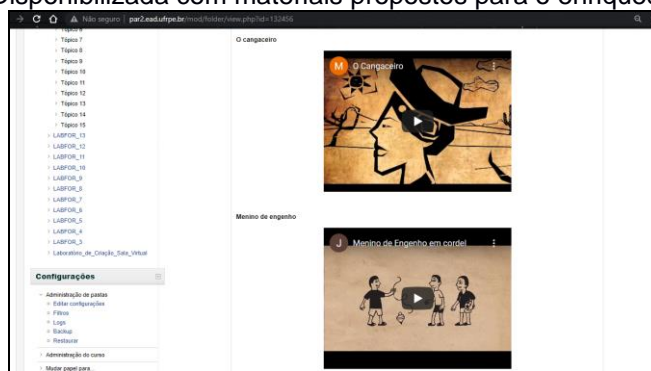 Disponibilizada com materiais propostos para o enriquec
Não seguro | par2.ead.ufrpe.br/mod/folder/view.php?id=132456
Tópico 6
Tópico 7
Tópico 8
Tópico 9
Tópico 10
Tópico 11
Tópico 12
Tópico 13
Tópico 14
Tópico 15
LABFOR_13
LABFOR_12
LABFOR_11
LABFOR_10
LABFOR_9
LABFOR_8
LABFOR_7
LABFOR_6
LABFOR_5
LABFOR_4
LABFOR_3
Laboratório_de_Criação_Sala_Virtual
Configurações
Administração de pastas
Editar configurações
Filtros
Logs
Backup
Restaurar
Administração do curso
Mudar papel para...
O cangaceiro
M O Cangaceiro
Menino de engenho
J Menino de Engenho em cordel